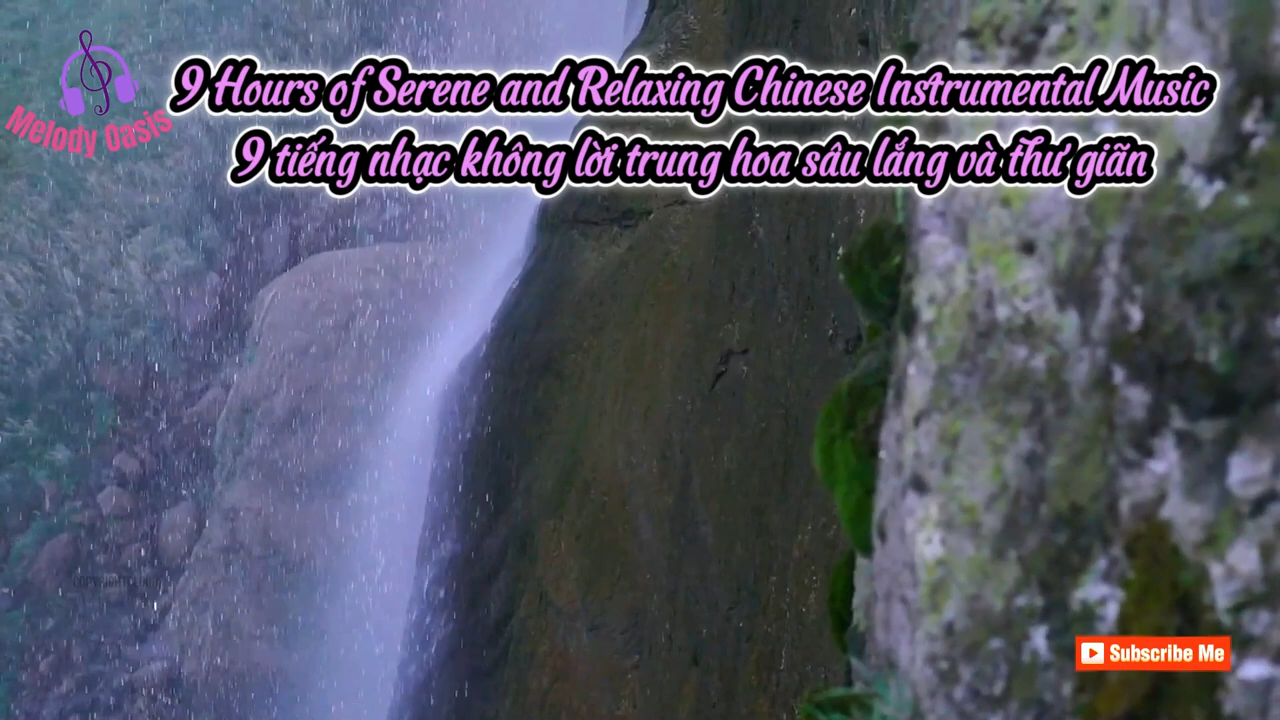 9 Hours of Serene and Relaxing Chinese Instrumental Music
9 tiếng nhạc không lời trung hoa sâu lắng và thư giãn
Melody Oasis
Subscribe Me